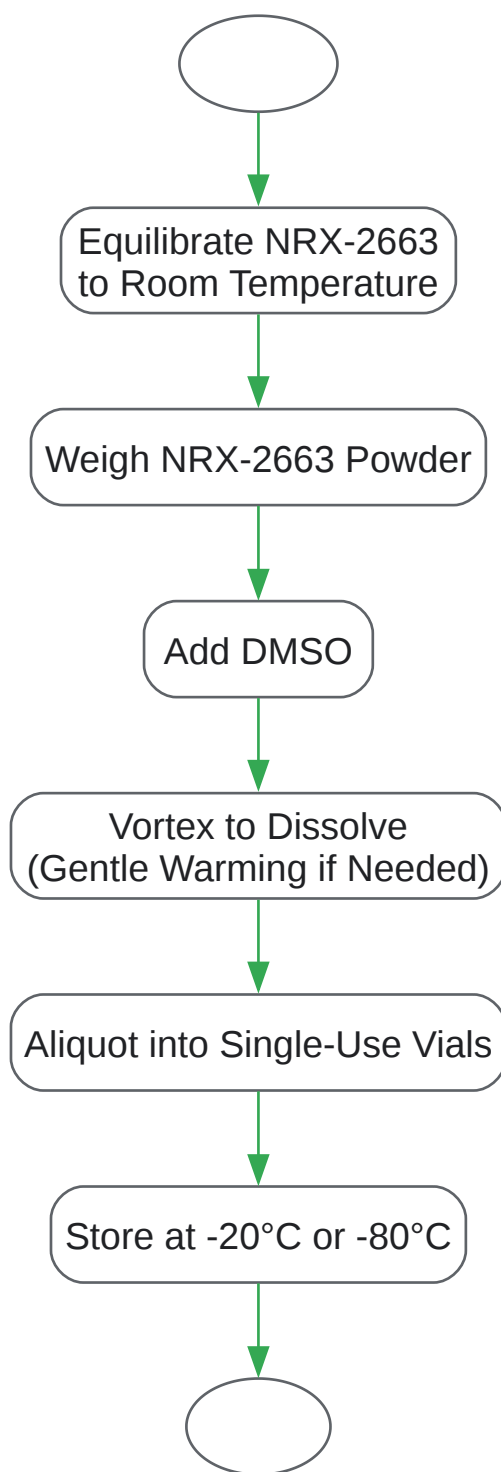 Equilibrate NRX-2663
to Room Temperature
Weigh NRX-2663 Powder
Add DMSO
Vortex to Dissolve
(Gentle Warming if Needed)
Aliquot into Single-Use Vials
Store at -20°C or -80°C